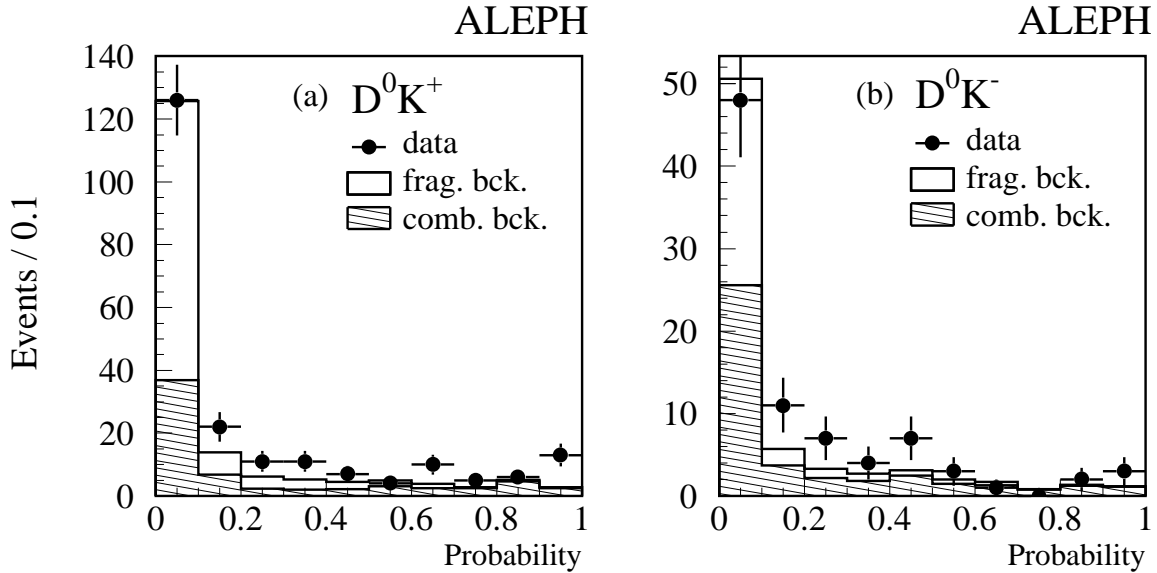 ALEPH
Events / 0.1
140
120
100
80
60
40
20
0
(a) D⁰K⁺
data
frag. bck.
comb. bck.
0 0.2 0.4 0.6 0.8 1
Probability
ALEPH
50
40
30
20
10
0
(b) D⁰K⁻
data
frag. bck.
comb. bck.
0 0.2 0.4 0.6 0.8 1
Probability